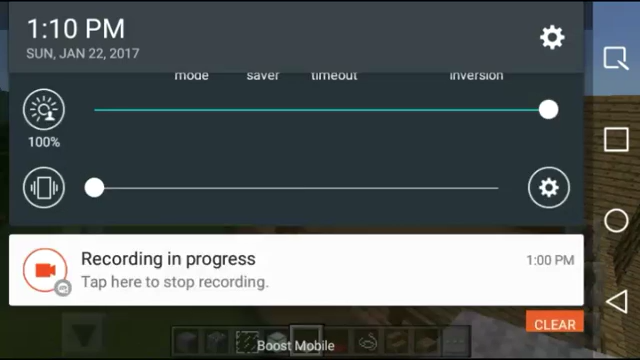 1:10 PM
SUN, JAN 22, 2017
mode saver timeout inversion
100%
Recording in progress 1:00 PM
Tap here to stop recording.
CLEAR
Boost Mobile